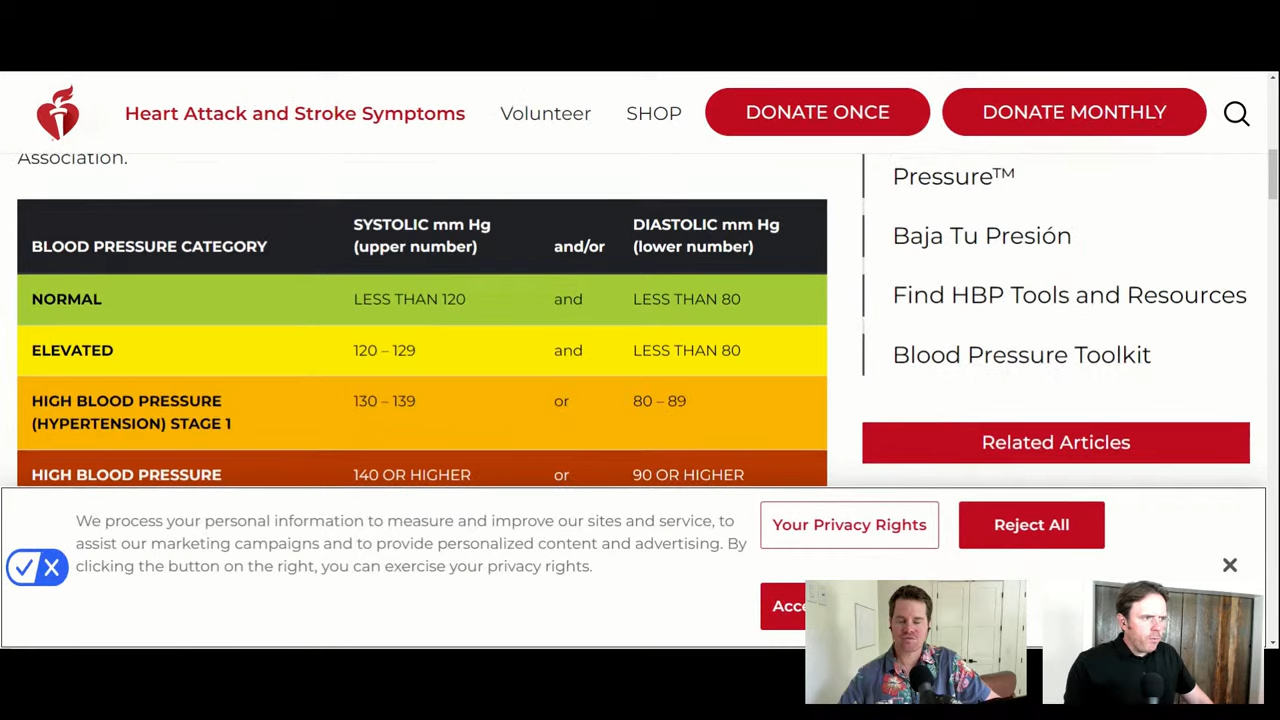 Heart Attack and Stroke Symptoms Volunteer SHOP DONATE ONCE DONATE MONTHLY
Association.
BLOOD PRESSURE CATEGORY SYSTOLIC mm Hg (upper number) and/or DIASTOLIC mm Hg (lower number)
NORMAL LESS THAN 120 and LESS THAN 80
ELEVATED 120 – 129 and LESS THAN 80
HIGH BLOOD PRESSURE (HYPERTENSION) STAGE 1 130 – 139 or 80 – 89
HIGH BLOOD PRESSURE 140 OR HIGHER or 90 OR HIGHER
Pressure™
Baja Tu Presión
Find HBP Tools and Resources
Blood Pressure Toolkit
Related Articles
We process your personal information to measure and improve our sites and service, to
assist our marketing campaigns and to provide personalized content and advertising. By
clicking the button on the right, you can exercise your privacy rights.
Your Privacy Rights
Reject All